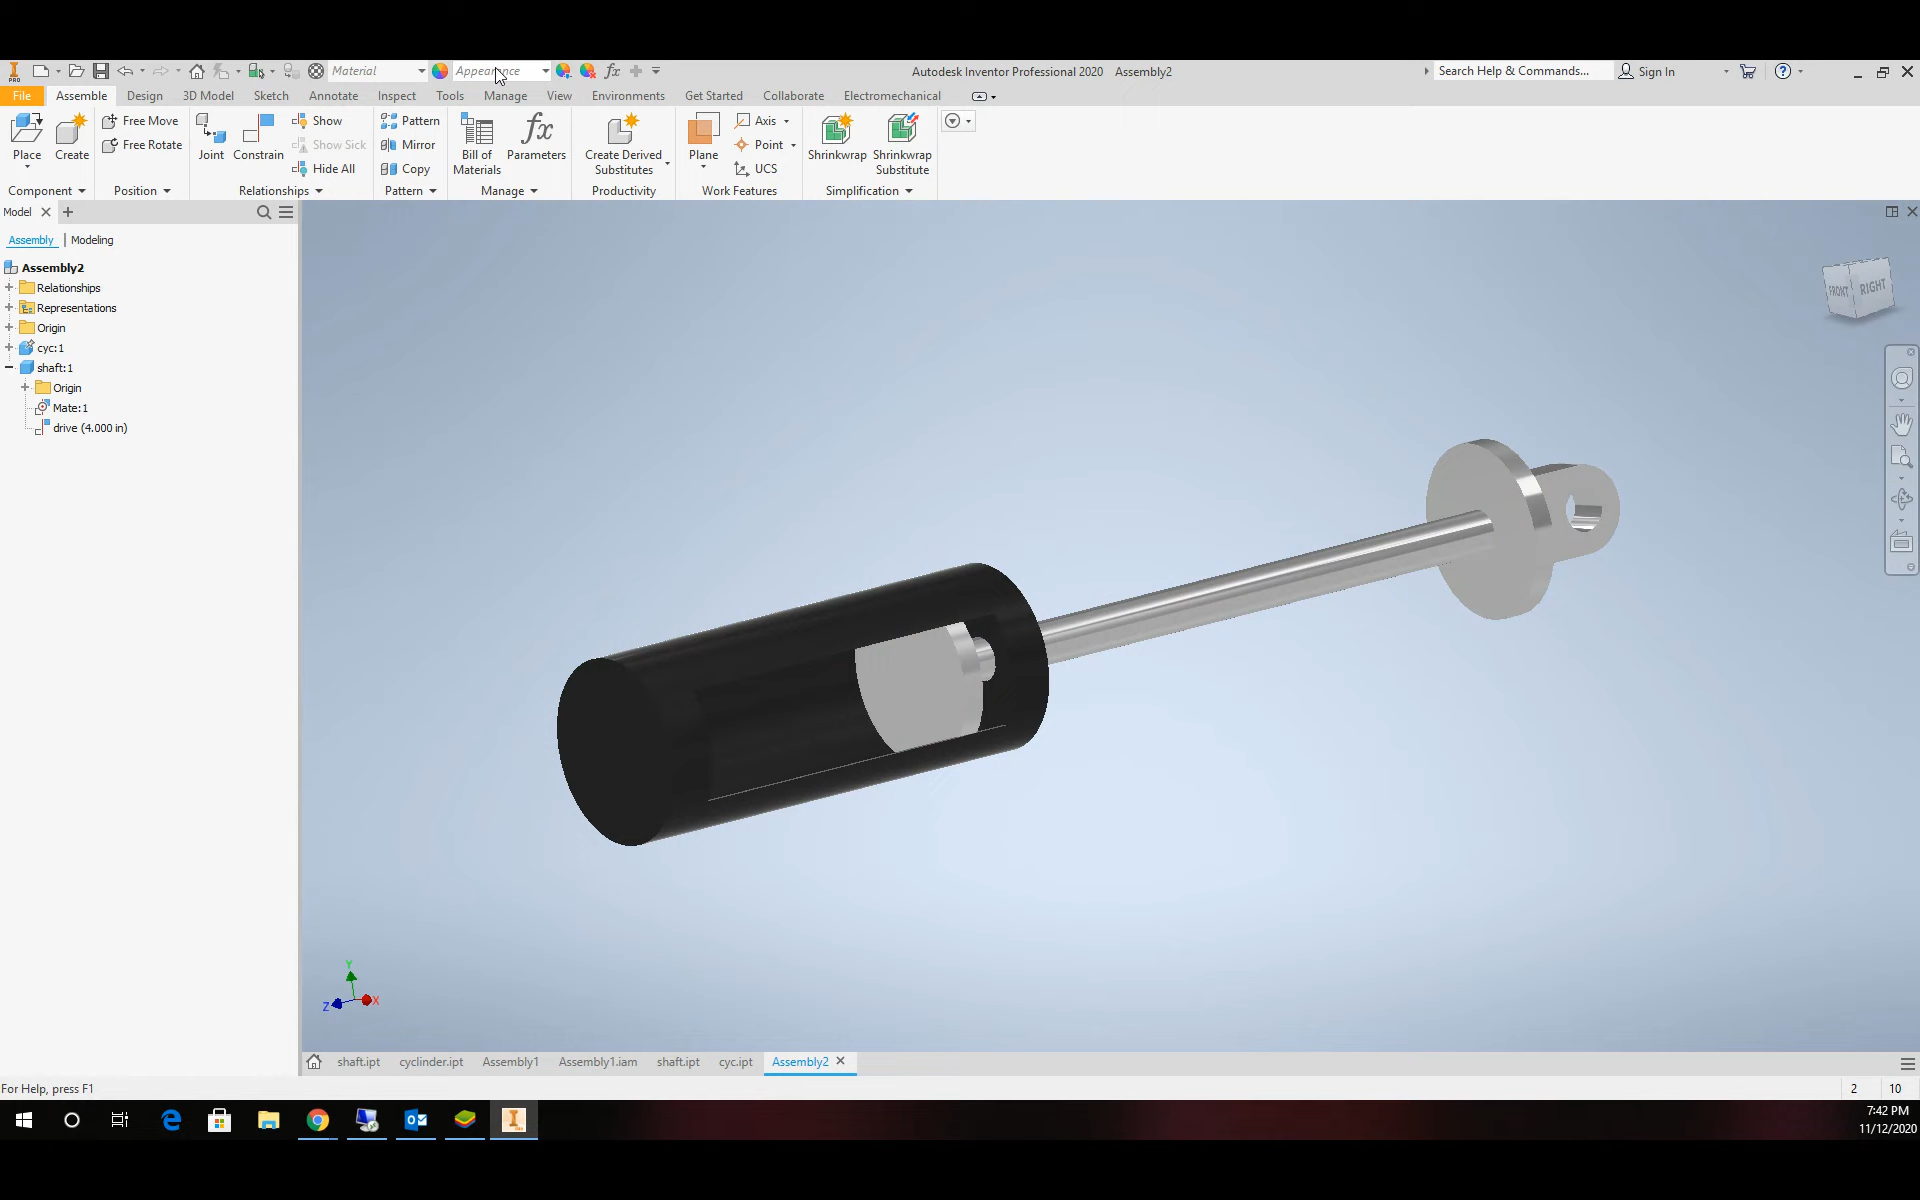 Material
Appearance
Autodesk Inventor Professional 2020 Assembly2
Search Help & Commands...
Sign In
File Assemble Design 3D Model Sketch Annotate Inspect Tools Manage View Environments Get Started Collaborate Electromechanical
Place
Create
Free Move
Free Rotate
Joint
Constrain
Show
Show Sick
Hide All
Pattern
Mirror
Copy
Bill of
Materials
fx
Parameters
Create Derived
Substitutes
Plane
Axis
Point
UCS
Shrinkwrap
Shrinkwrap
Substitute
Component Position Relationships Pattern Manage Productivity Work Features Simplification
Model
Assembly | Modeling
Assembly2
Relationships
Representations
Origin
cyc:1
shaft:1
Origin
Mate:1
drive (4.000 in)
FRONT RIGHT
Y
Z X
shaft.ipt cyclinder.ipt Assembly1 Assembly1.iam shaft.ipt cyc.ipt Assembly2
For Help, press F1
2 10
7:42 PM
11/12/2020